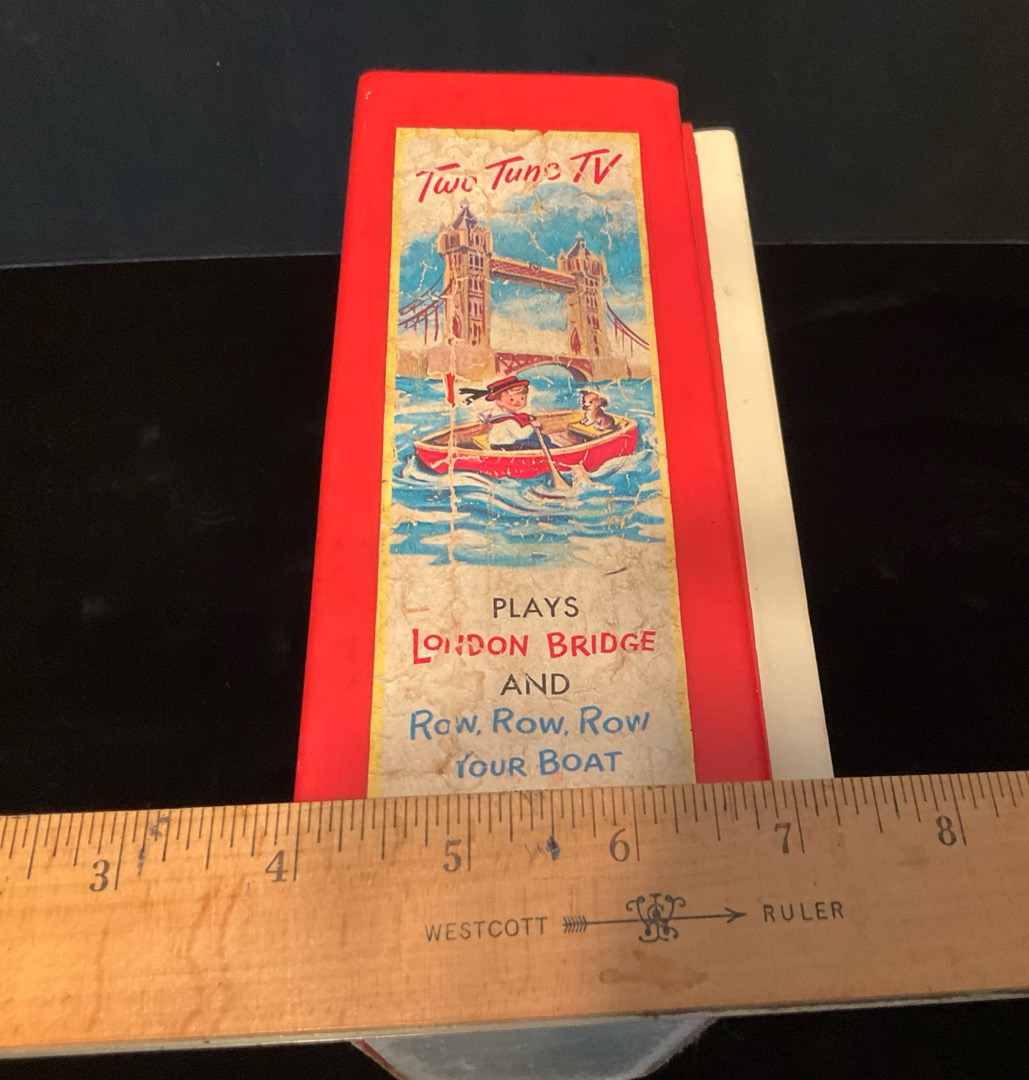 Two Tune TV
PLAYS
LONDON BRIDGE
AND
ROW, ROW, ROW
YOUR BOAT
3 4 5 6 7 8
WESTCOTT RULER